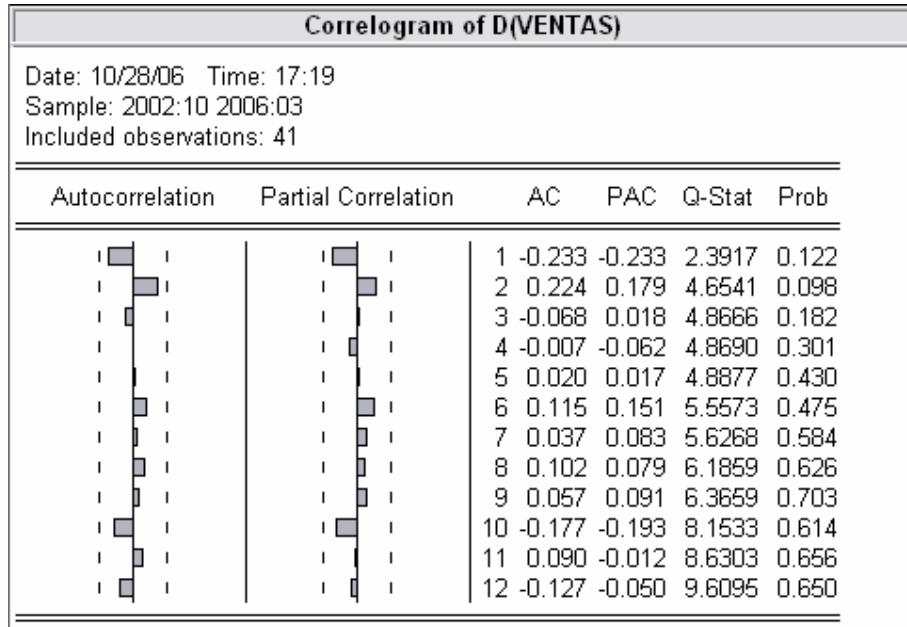 Correlogram of D(VENTAS)
Date: 10/28/06 Time: 17:19
Sample: 2002:10 2006:03
Included observations: 41
Autocorrelation Partial Correlation AC PAC Q-Stat Prob
1 -0.233 -0.233 2.3917 0.122
2 0.224 0.179 4.6541 0.098
3 -0.068 0.018 4.8666 0.182
4 -0.007 -0.062 4.8690 0.301
5 0.020 0.017 4.8877 0.430
6 0.115 0.151 5.5573 0.475
7 0.037 0.083 5.6268 0.584
8 0.102 0.079 6.1859 0.626
9 0.057 0.091 6.3659 0.703
10 -0.177 -0.193 8.1533 0.614
11 0.090 -0.012 8.6303 0.656
12 -0.127 -0.050 9.6095 0.650